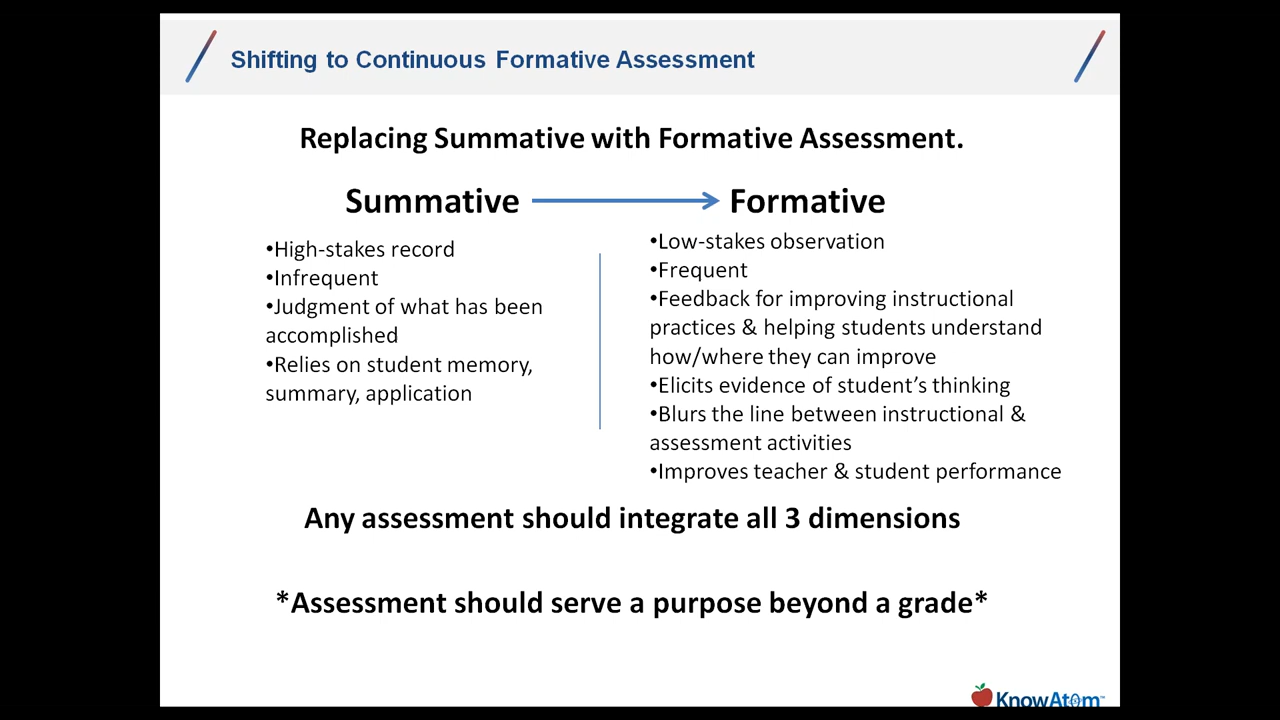 Shifting to Continuous Formative Assessment
Replacing Summative with Formative Assessment.
Summative
Formative
•High-stakes record
•Infrequent
•Judgment of what has been
accomplished
•Relies on student memory,
summary, application
•Low-stakes observation
•Frequent
•Feedback for improving instructional
practices & helping students understand
how/where they can improve
•Elicits evidence of student’s thinking
•Blurs the line between instructional &
assessment activities
•Improves teacher & student performance
Any assessment should integrate all 3 dimensions
*Assessment should serve a purpose beyond a grade*
KnowAtom™